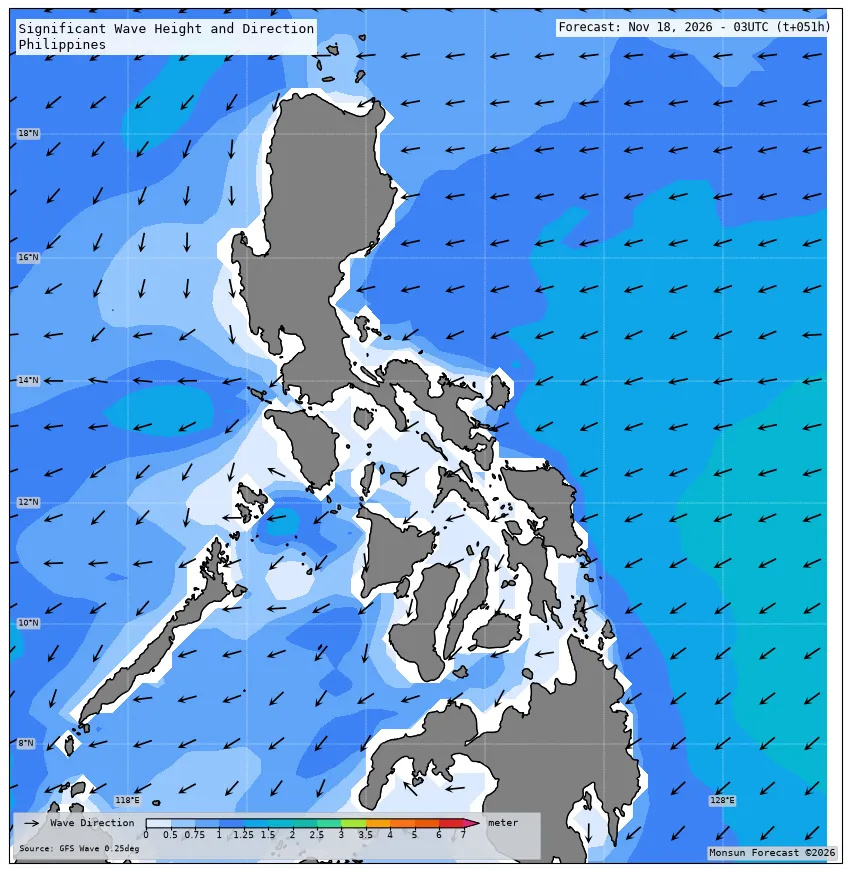 Significant Wave Height and Direction
Philippines
Forecast: Nov 18, 2026 - 03UTC (t+051h)
18°N
16°N
14°N
12°N
10°N
8°N
118°E
128°E
Wave Direction
0 0.5 0.75 1 1.25 1.5 2 2.5 3 3.5 4 5 6 7
meter
Source: GFS Wave 0.25deg
Monsun Forecast ©2026